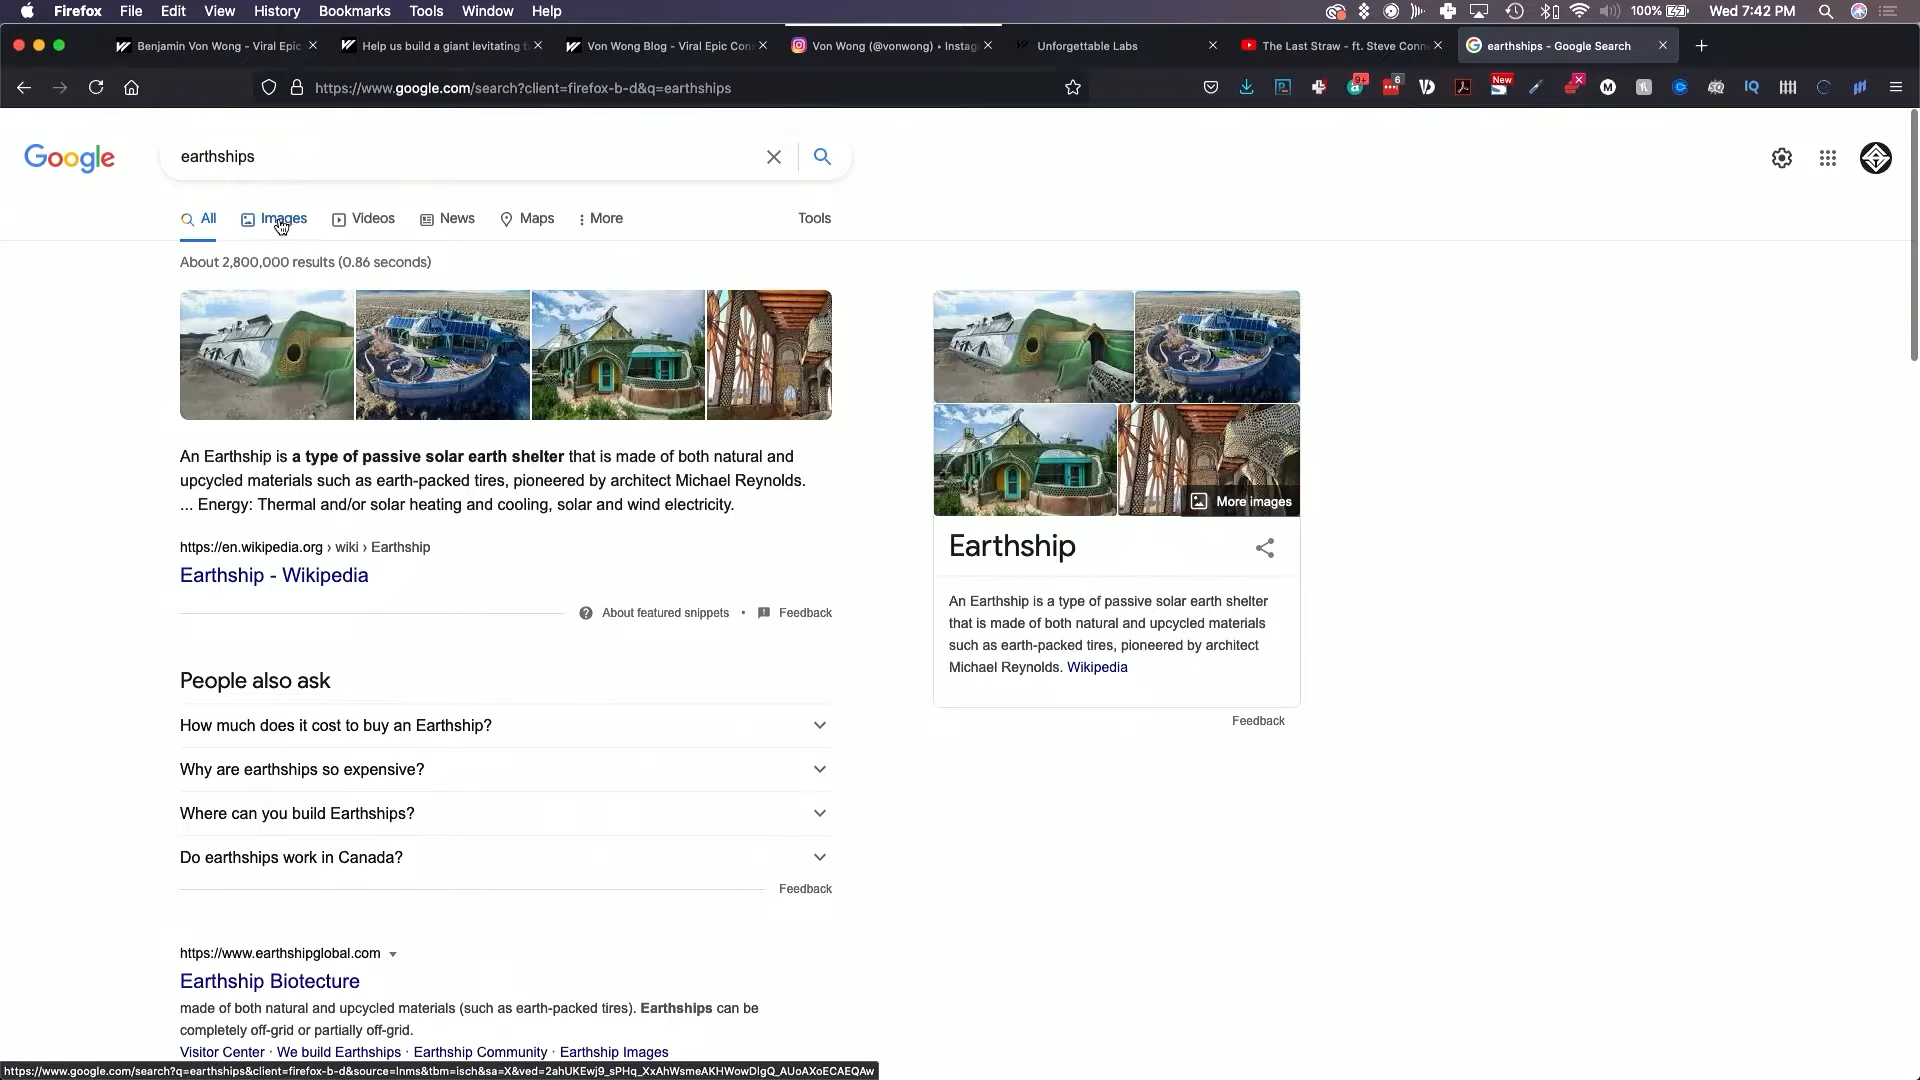 Firefox File Edit View History Bookmarks Tools Window Help 100% Wed 7:42 PM
Benjamin Von Wong - Viral Epic
Help us build a giant levitating t
Von Wong Blog - Viral Epic Con
Von Wong (@vonwong) • Instag
Unforgettable Labs
The Last Straw - ft. Steve Conn
earthships - Google Search
https://www.google.com/search?client=firefox-b-d&q=earthships
9+ 6 New
Google
earthships
All Images Videos News Maps More Tools
About 2,800,000 results (0.86 seconds)
An Earthship is a type of passive solar earth shelter that is made of both natural and
upcycled materials such as earth-packed tires, pioneered by architect Michael Reynolds.
... Energy: Thermal and/or solar heating and cooling, solar and wind electricity.
https://en.wikipedia.org › wiki › Earthship
Earthship - Wikipedia
About featured snippets • Feedback
People also ask
How much does it cost to buy an Earthship?
Why are earthships so expensive?
Where can you build Earthships?
Do earthships work in Canada?
Feedback
https://www.earthshipglobal.com
Earthship Biotecture
made of both natural and upcycled materials (such as earth-packed tires). Earthships can be
completely off-grid or partially off-grid.
Visitor Center · We build Earthships · Earthship Community · Earthship Images
More images
Earthship
An Earthship is a type of passive solar earth shelter
that is made of both natural and upcycled materials
such as earth-packed tires, pioneered by architect
Michael Reynolds. Wikipedia
Feedback
https://www.google.com/search?q=earthships&client=firefox-b-d&source=lnms&tbm=isch&sa=X&ved=2ahUKEwj9_sPHq_XxAhWsmeAKHWowDlgQ_AUoAXoECAEQAw